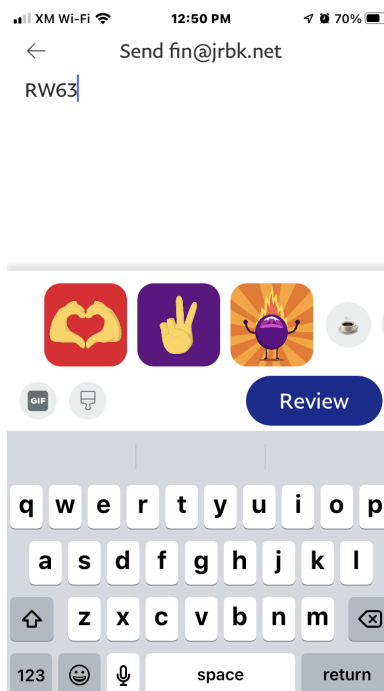 XM Wi-Fi 12:50 PM 70%
Send fin@jrbk.net
RW63
GIF
Review
q w e r t y u i o p
a s d f g h j k l
z x c v b n m
123 space return